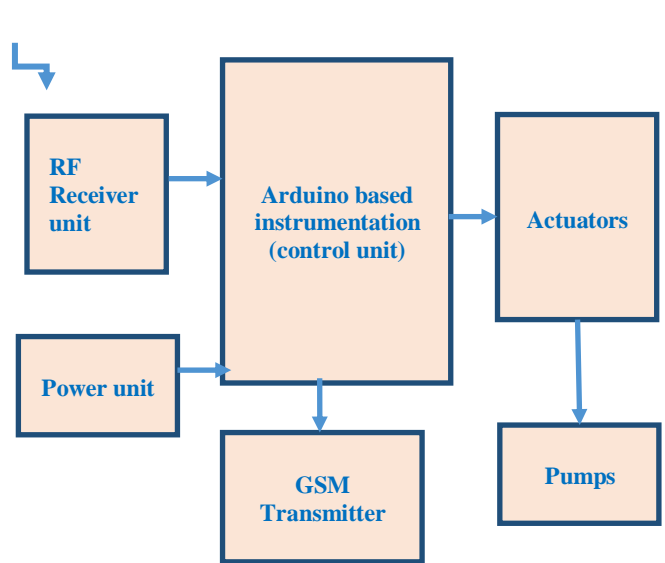 RF
Receiver
unit
Arduino based
instrumentation
(control unit)
Actuators
Power unit
GSM
Transmitter
Pumps